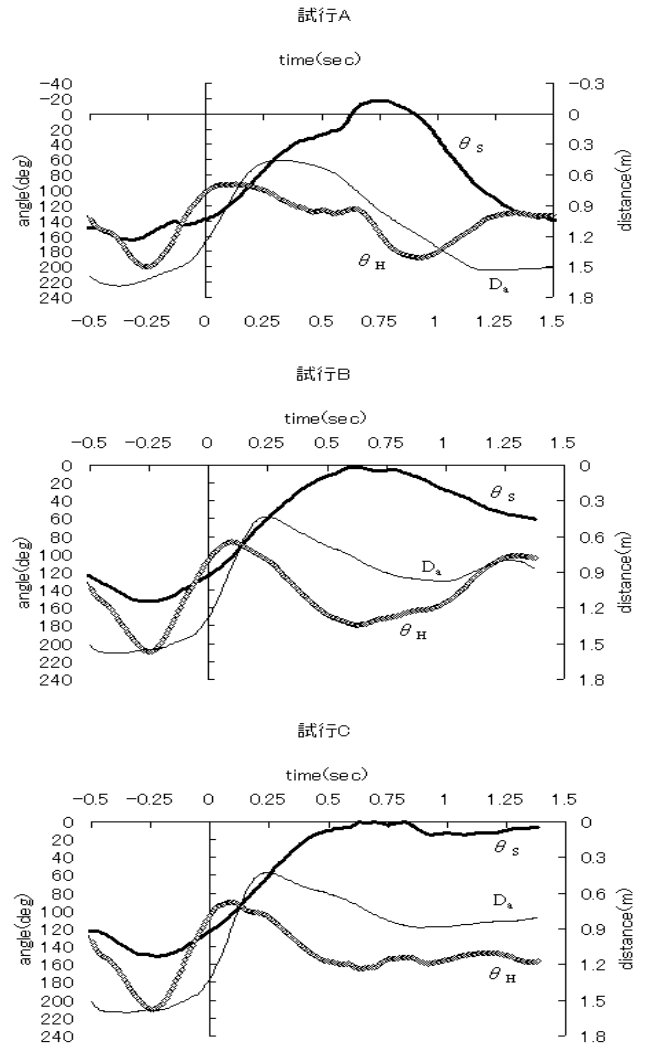 試行A
time(sec)
-40 -0.3
-20
0 0
20
40 0.3
60
80 0.6
100
120 0.9
140
160 1.2
180
200 1.5
220
240 1.8
angle(deg)
distance(m)
θS
θH
Da
-0.5 -0.25 0 0.25 0.5 0.75 1 1.25 1.5
試行B
time(sec)
-0.5 -0.25 0 0.25 0.5 0.75 1 1.25 1.5
0 0
20
40 0.3
60
80 0.6
100
120 0.9
140
160 1.2
180
200 1.5
220
240 1.8
angle(deg)
distance(m)
θS
Da
θH
試行C
time(sec)
-0.5 -0.25 0 0.25 0.5 0.75 1 1.25 1.5
0 0
20
40 0.3
60
80 0.6
100
120 0.9
140
160 1.2
180
200 1.5
220
240 1.8
angle(deg)
distance(m)
θS
Da
θH